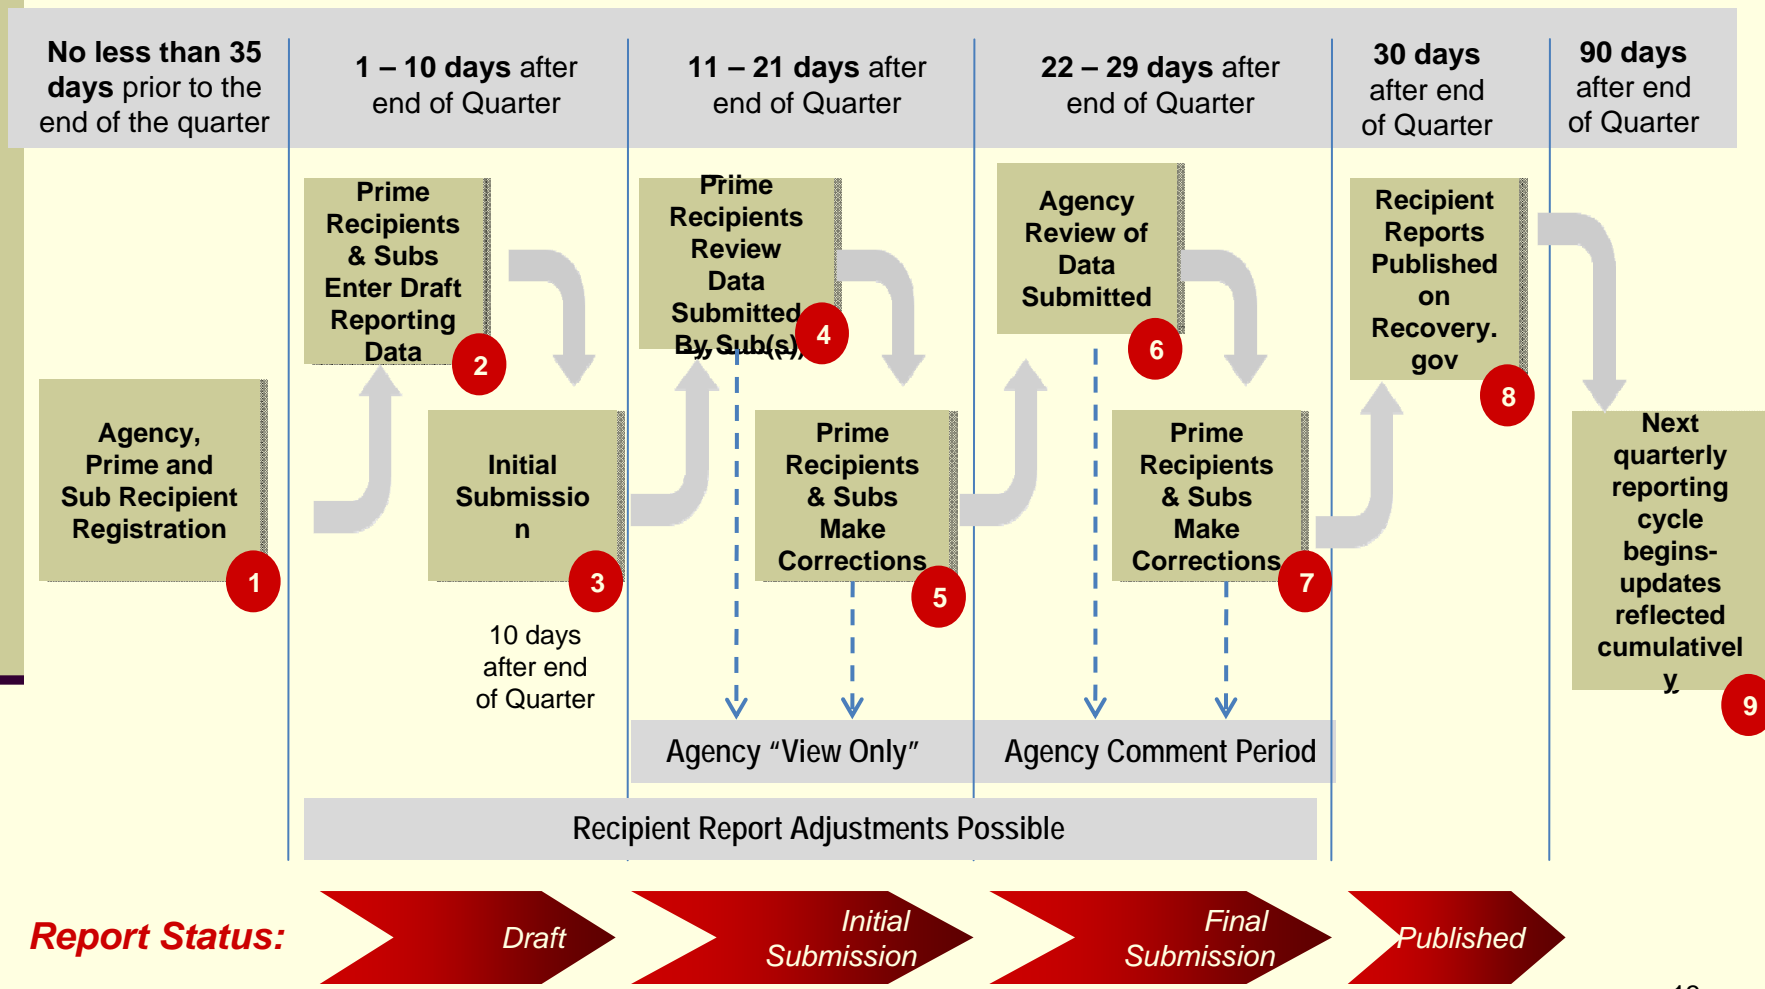 No less than 35
days prior to the
end of the quarter
1 – 10 days after
end of Quarter
11 – 21 days after
end of Quarter
22 – 29 days after
end of Quarter
30 days
after end
of Quarter
90 days
after end
of Quarter
Agency,
Prime and
Sub Recipient
Registration
1
Prime
Recipients
& Subs
Enter Draft
Reporting
Data
2
Initial
Submissio
n
3
10 days
after end
of Quarter
Prime
Recipients
Review
Data
Submitted
By Sub(s)
4
Prime
Recipients
& Subs
Make
Corrections
5
Agency
Review of
Data
Submitted
6
Prime
Recipients
& Subs
Make
Corrections
7
Recipient
Reports
Published
on
Recovery.
gov
8
Next
quarterly
reporting
cycle
begins-
updates
reflected
cumulativel
y
9
Agency “View Only”
Agency Comment Period
Recipient Report Adjustments Possible
Report Status:
Draft
Initial
Submission
Final
Submission
Published